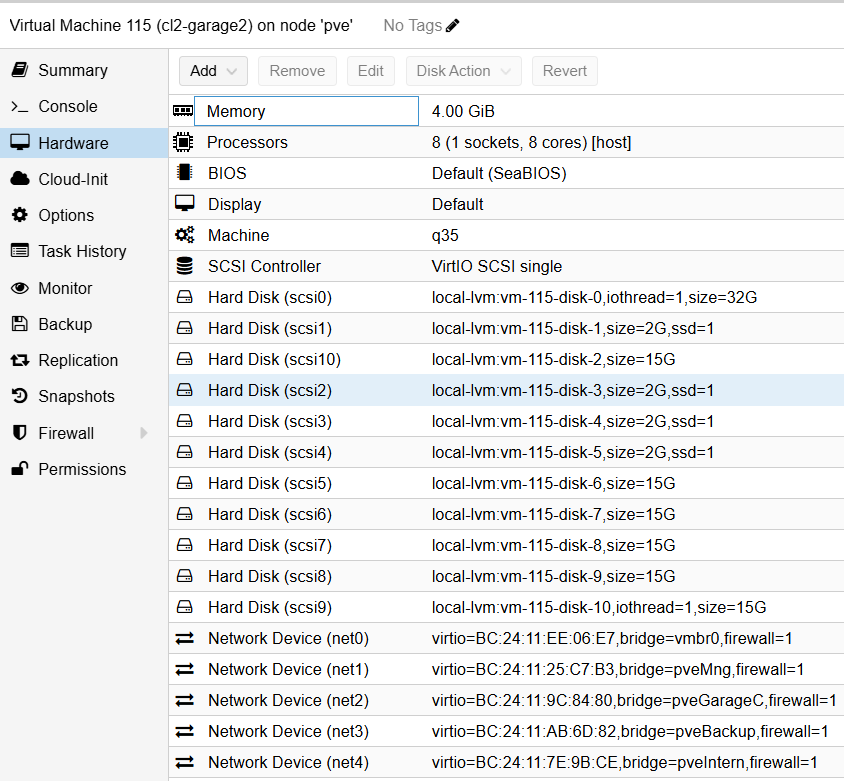 Virtual Machine 115 (cl2-garage2) on node 'pve' No Tags
Summary
Console
Hardware
Cloud-Init
Options
Task History
Monitor
Backup
Replication
Snapshots
Firewall
Permissions
Add Remove Edit Disk Action Revert
Memory 4.00 GiB
Processors 8 (1 sockets, 8 cores) [host]
BIOS Default (SeaBIOS)
Display Default
Machine q35
SCSI Controller VirtIO SCSI single
Hard Disk (scsi0) local-lvm:vm-115-disk-0,iothread=1,size=32G
Hard Disk (scsi1) local-lvm:vm-115-disk-1,size=2G,ssd=1
Hard Disk (scsi10) local-lvm:vm-115-disk-2,size=15G
Hard Disk (scsi2) local-lvm:vm-115-disk-3,size=2G,ssd=1
Hard Disk (scsi3) local-lvm:vm-115-disk-4,size=2G,ssd=1
Hard Disk (scsi4) local-lvm:vm-115-disk-5,size=2G,ssd=1
Hard Disk (scsi5) local-lvm:vm-115-disk-6,size=15G
Hard Disk (scsi6) local-lvm:vm-115-disk-7,size=15G
Hard Disk (scsi7) local-lvm:vm-115-disk-8,size=15G
Hard Disk (scsi8) local-lvm:vm-115-disk-9,size=15G
Hard Disk (scsi9) local-lvm:vm-115-disk-10,iothread=1,size=15G
Network Device (net0) virtio=BC:24:11:EE:06:E7,bridge=vmbr0,firewall=1
Network Device (net1) virtio=BC:24:11:25:C7:B3,bridge=pveMng,firewall=1
Network Device (net2) virtio=BC:24:11:9C:84:80,bridge=pveGarageC,firewall=1
Network Device (net3) virtio=BC:24:11:AB:6D:82,bridge=pveBackup,firewall=1
Network Device (net4) virtio=BC:24:11:7E:9B:CE,bridge=pveIntern,firewall=1